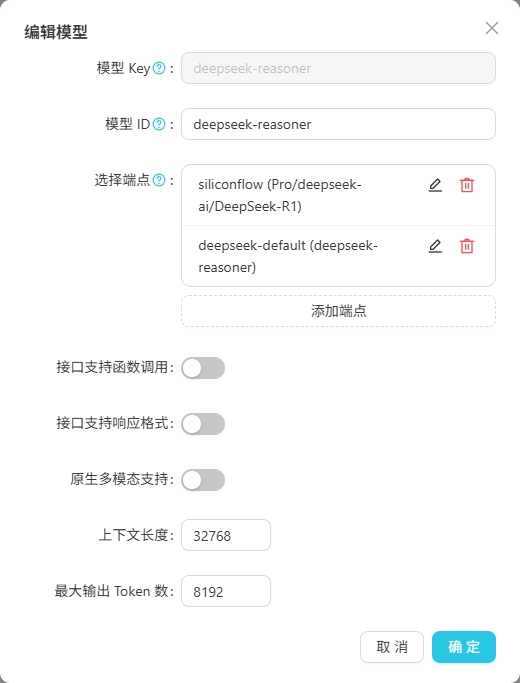 编辑模型
模型 Key ? :
deepseek-reasoner
模型 ID ? :
deepseek-reasoner
选择端点 ? :
siliconflow (Pro/deepseek-
ai/DeepSeek-R1)
deepseek-default (deepseek-
reasoner)
添加端点
接口支持函数调用:
接口支持响应格式:
原生多模态支持:
上下文长度:
32768
最大输出 Token 数:
8192
取 消
确 定